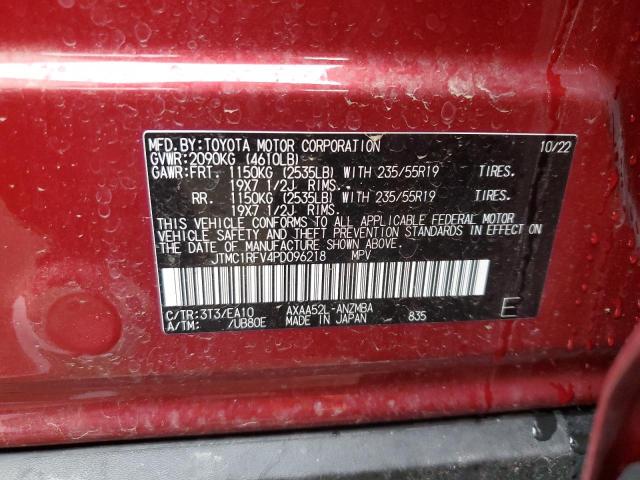 MFD.BY:TOYOTA MOTOR CORPORATION 10/22
GVWR:2090KG (4610LB)
GAWR:FRT. 1150KG (2535LB) WITH 235/55R19 TIRES.
19X7 1/2J RIMS..
RR. 1150KG (2535LB) WITH 235/55R19 TIRES.
19X7 1/2J RIMS.
THIS VEHICLE CONFORMS TO ALL APPLICABLE FEDERAL MOTOR
VEHICLE SAFETY AND THEFT PREVENTION STANDARDS IN EFFECT ON
THE DATE OF MANUFACTURE SHOWN ABOVE.
JTMC1RFV4PD096218 MPV
C/TR:3T3/EA10 AXAA52L-ANZMBA E
A/TM: /UB80E MADE IN JAPAN 835